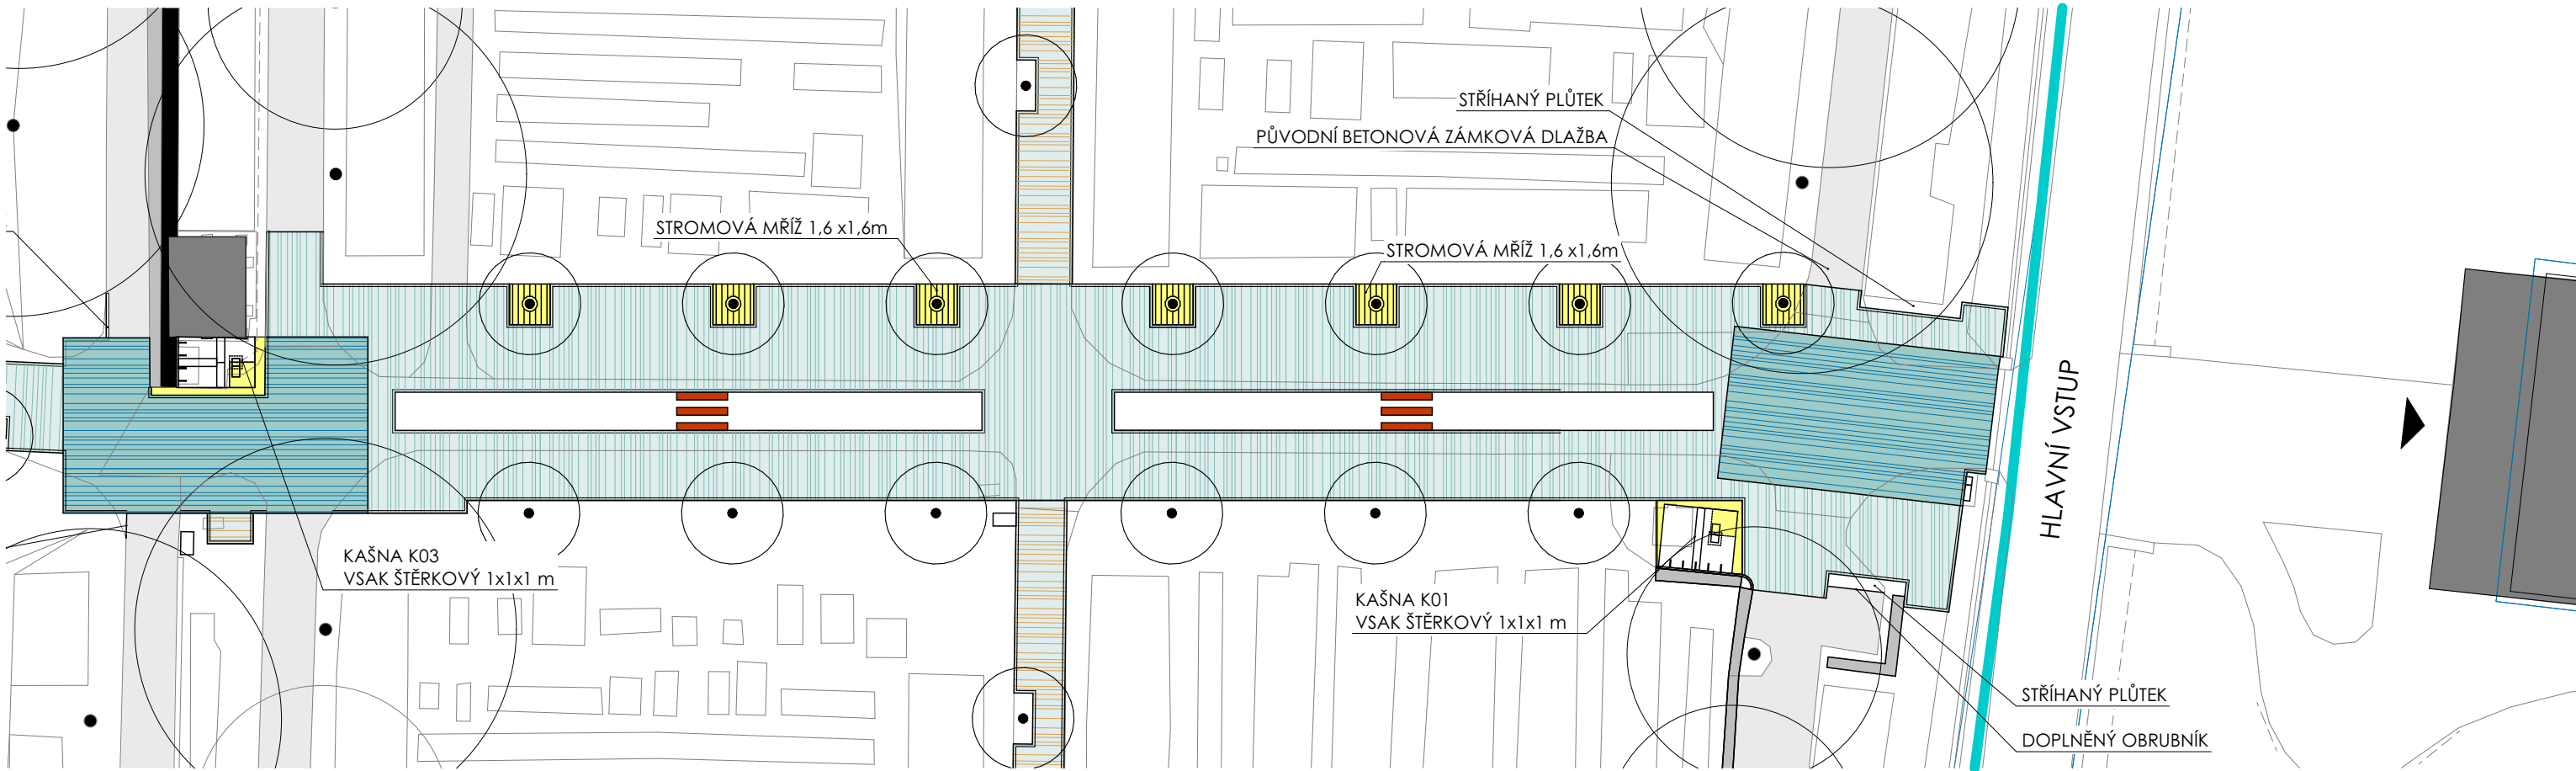 STŘÍHANÝ PLŮTEK
PŮVODNÍ BETONOVÁ ZÁMKOVÁ DLAŽBA
STROMOVÁ MŘÍŽ 1,6 x1,6m
STROMOVÁ MŘÍŽ 1,6 x1,6m
HLAVNÍ VSTUP
KAŠNA K03
VSAK ŠTĚRKOVÝ 1x1x1 m
KAŠNA K01
VSAK ŠTĚRKOVÝ 1x1x1 m
STŘÍHANÝ PLŮTEK
DOPLNĚNÝ OBRUBNÍK